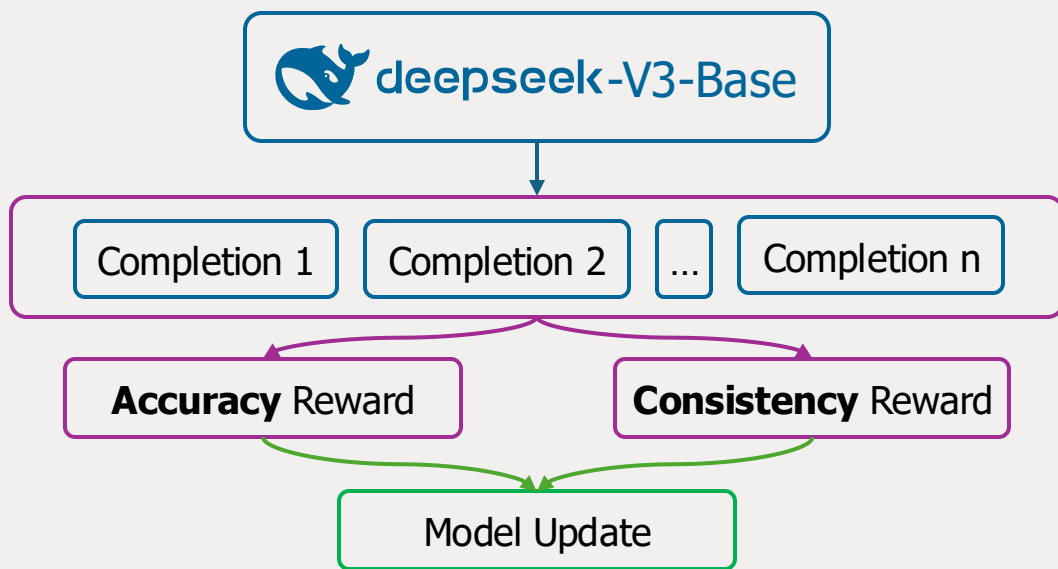 deepseek-V3-Base
Completion 1 Completion 2 ... Completion n
Accuracy Reward Consistency Reward
Model Update